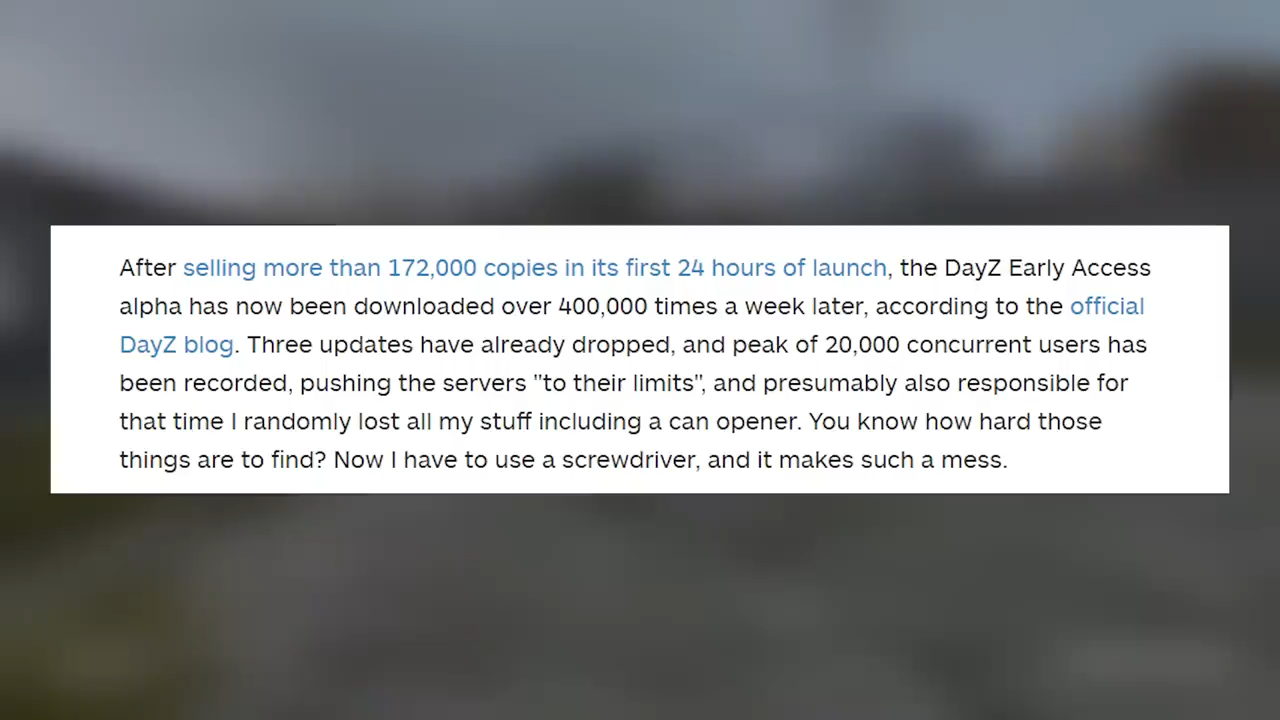 After selling more than 172,000 copies in its first 24 hours of launch, the DayZ Early Access
alpha has now been downloaded over 400,000 times a week later, according to the official
DayZ blog. Three updates have already dropped, and peak of 20,000 concurrent users has
been recorded, pushing the servers "to their limits", and presumably also responsible for
that time I randomly lost all my stuff including a can opener. You know how hard those
things are to find? Now I have to use a screwdriver, and it makes such a mess.